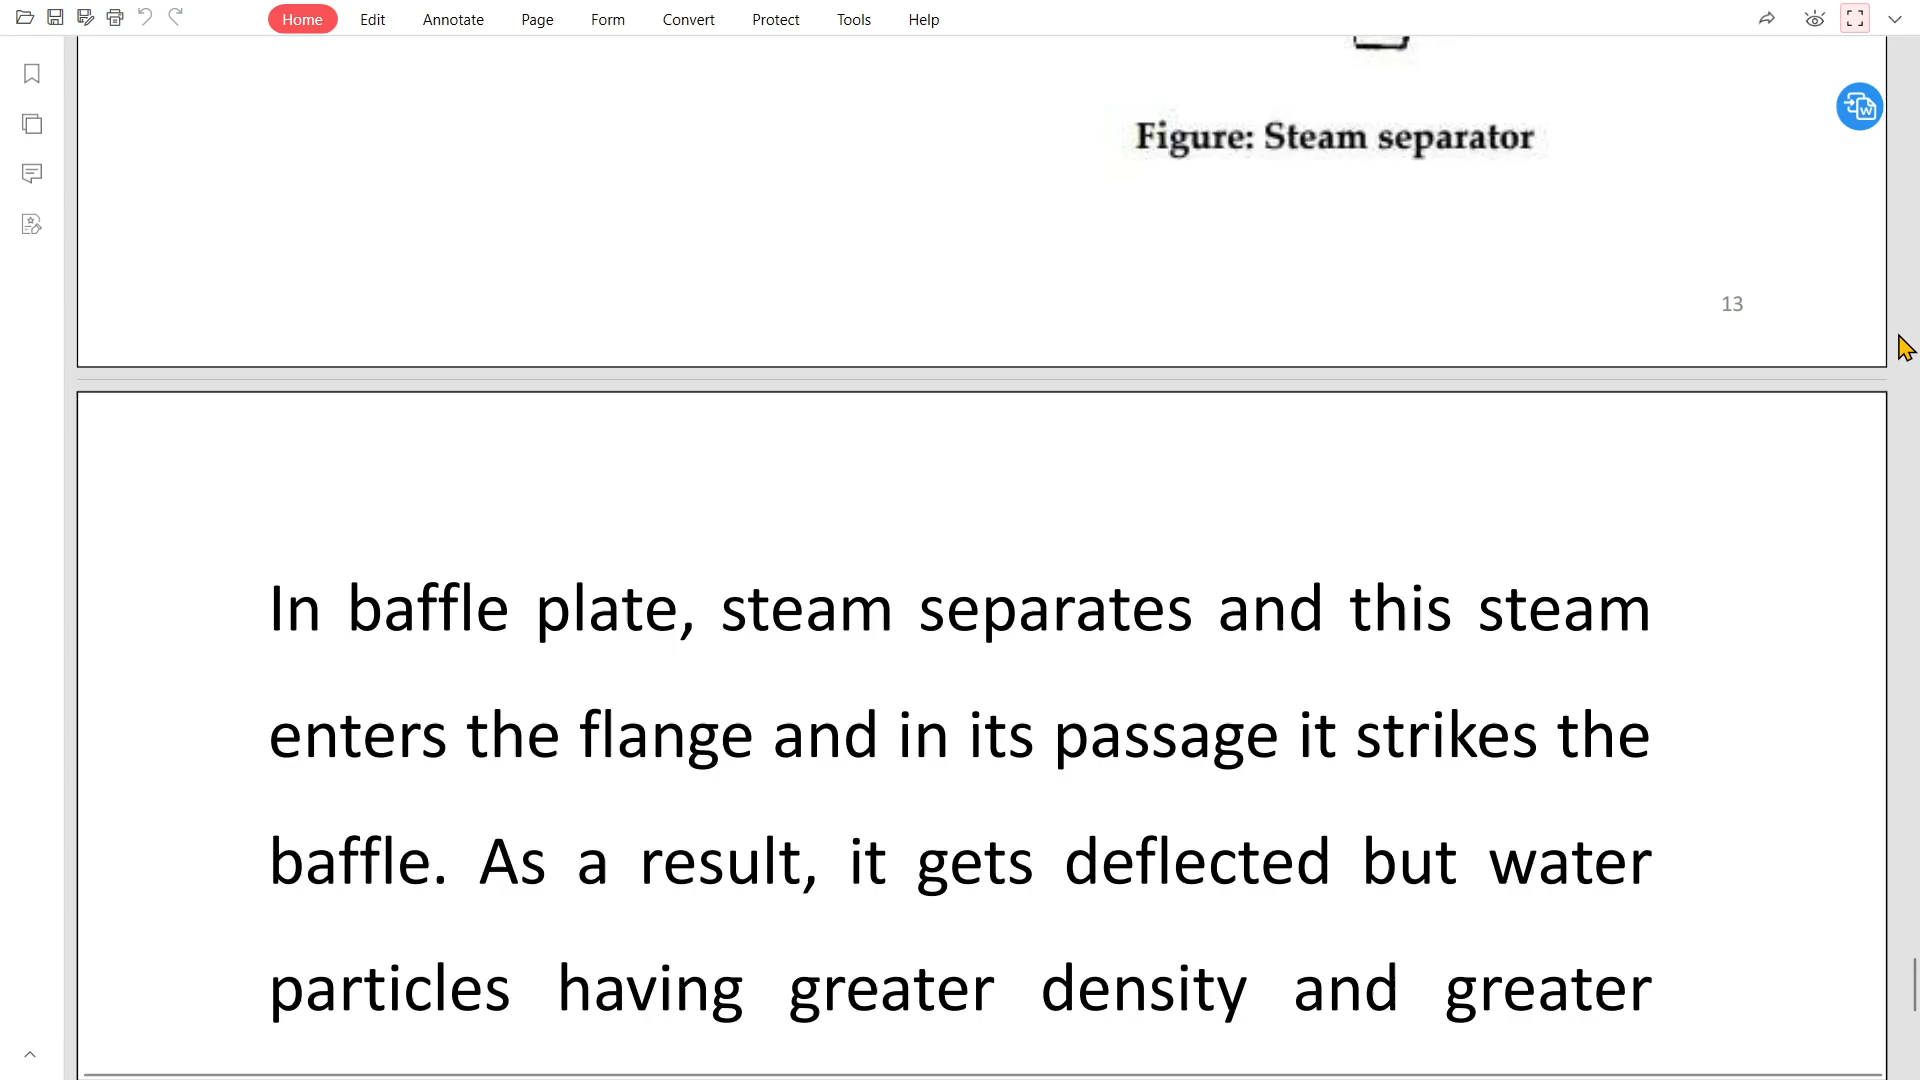 Home Edit Annotate Page Form Convert Protect Tools Help
Figure: Steam separator
13
In baffle plate, steam separates and this steam
enters the flange and in its passage it strikes the
baffle. As a result, it gets deflected but water
particles having greater density and greater